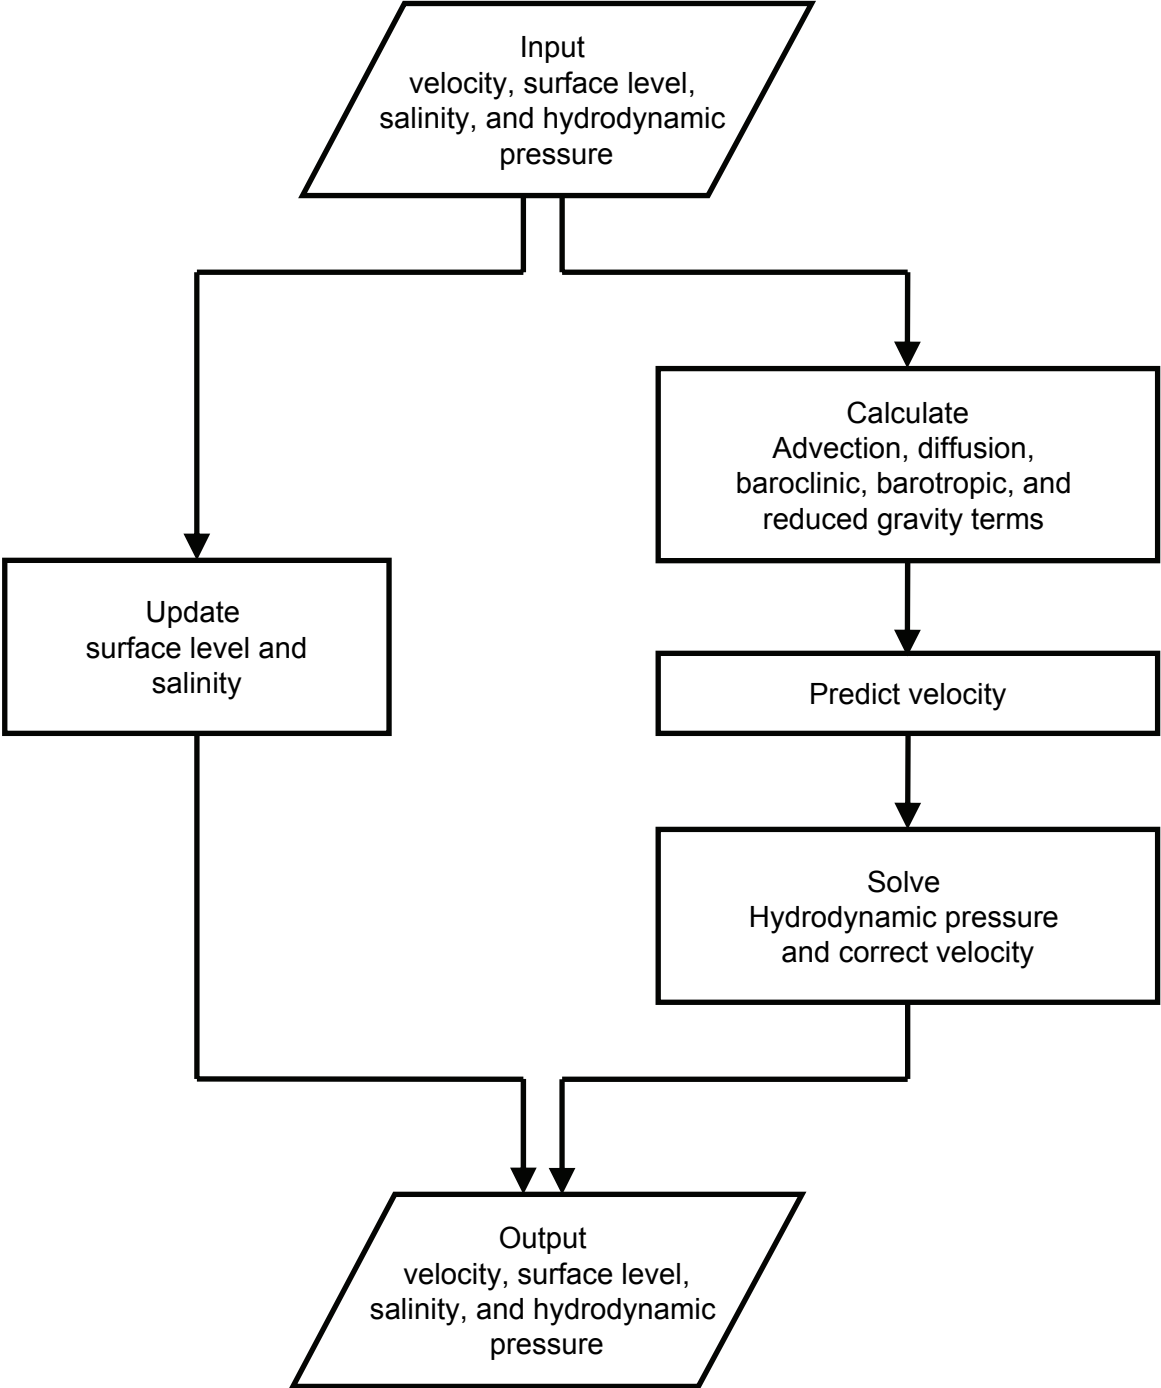 Input
velocity, surface level,
salinity, and hydrodynamic
pressure
Calculate
Advection, diffusion,
baroclinic, barotropic, and
reduced gravity terms
Update
surface level and
salinity
Predict velocity
Solve
Hydrodynamic pressure
and correct velocity
Output
velocity, surface level,
salinity, and hydrodynamic
pressure